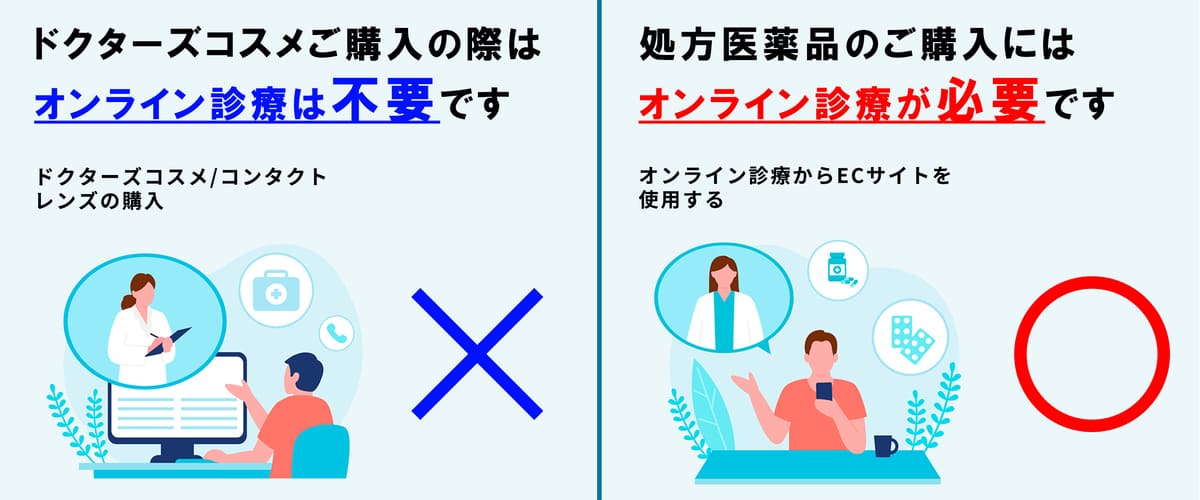 ドクターズコスメご購入の際は
オンライン診療は不要です
ドクターズコスメ/コンタクト
レンズの購入
処方医薬品のご購入には
オンライン診療が必要です
オンライン診療からECサイトを
使用する